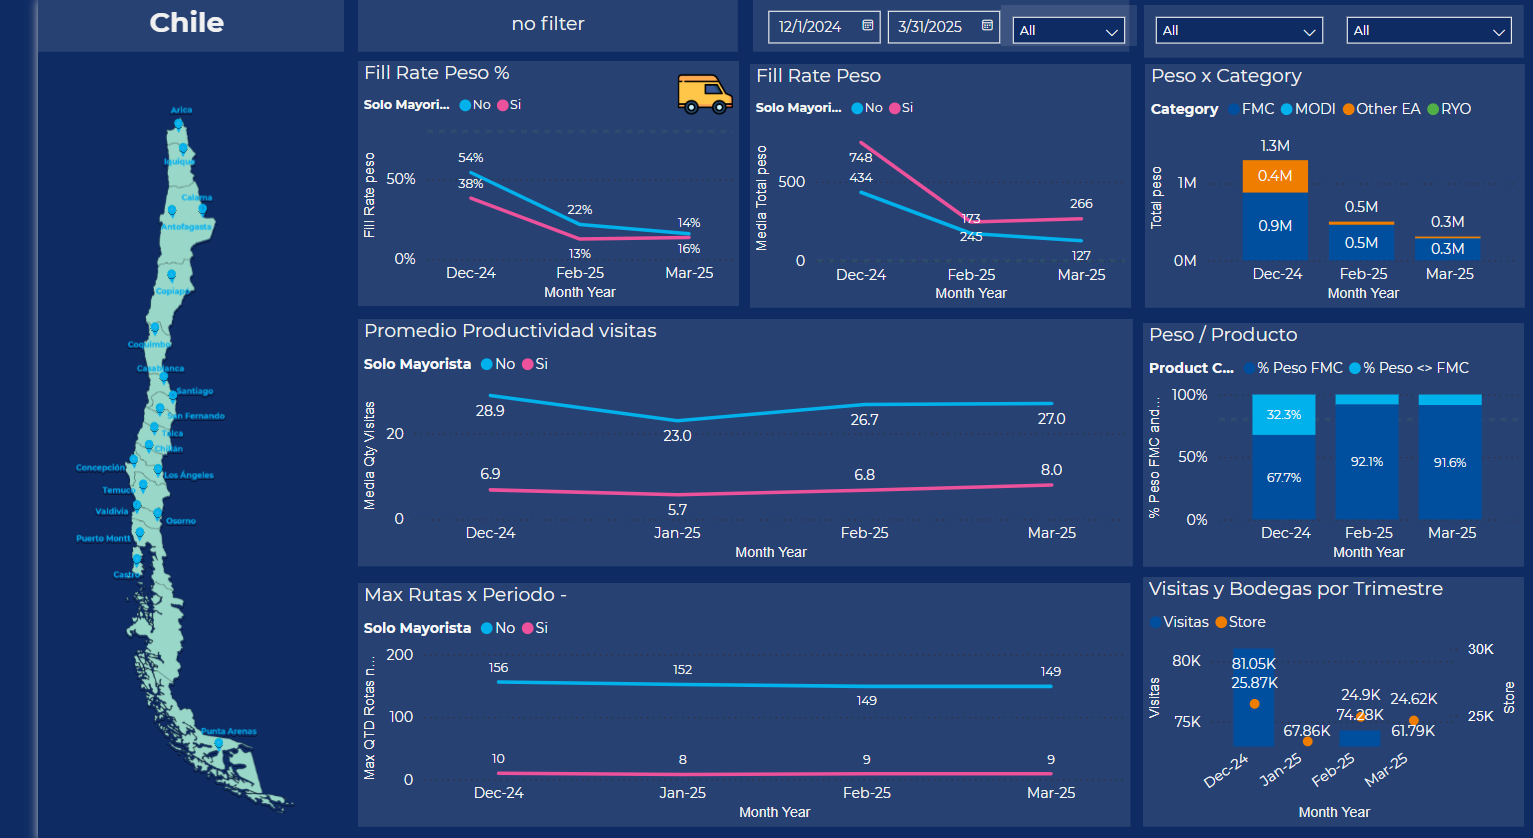 Chile
no filter
12/1/2024
3/31/2025
All
All
All
Arica
Iquique
Calama
Antofagasta
Copiapó
Coquimbo
Casablanca
Santiago
San Fernando
Talca
Chillán
Concepción
Los Ángeles
Temuco
Valdivia
Osorno
Puerto Montt
Castro
Punta Arenas
Fill Rate Peso %
Solo Mayori... No Si
Fill Rate peso
50%
0%
54%
38%
22%
13%
14%
16%
Dec-24 Feb-25 Mar-25
Month Year
Fill Rate Peso
Solo Mayori... No Si
Media Total peso
500
0
748
434
173
245
266
127
Dec-24 Feb-25 Mar-25
Month Year
Peso x Category
Category FMC MODI Other EA RYO
Total peso
1M
0M
1.3M
0.4M
0.9M
0.5M
0.5M
0.3M
0.3M
Dec-24 Feb-25 Mar-25
Month Year
Promedio Productividad visitas
Solo Mayorista No Si
Media Qty Visitas
20
0
28.9 23.0 26.7 27.0
6.9 5.7 6.8 8.0
Dec-24 Jan-25 Feb-25 Mar-25
Month Year
Peso / Producto
Product C... % Peso FMC % Peso <> FMC
% Peso FMC and...
100%
50%
0%
32.3%
67.7% 92.1% 91.6%
Dec-24 Feb-25 Mar-25
Month Year
Max Rutas x Periodo -
Solo Mayorista No Si
Max QTD Rotas n...
200
100
0
156 152 149 149
10 8 9 9
Dec-24 Jan-25 Feb-25 Mar-25
Month Year
Visitas y Bodegas por Trimestre
Visitas Store
Visitas
80K
75K
30K
25K
Store
81.05K
25.87K
67.86K
24.9K
74.28K
24.62K
61.79K
Dec-24 Jan-25 Feb-25 Mar-25
Month Year